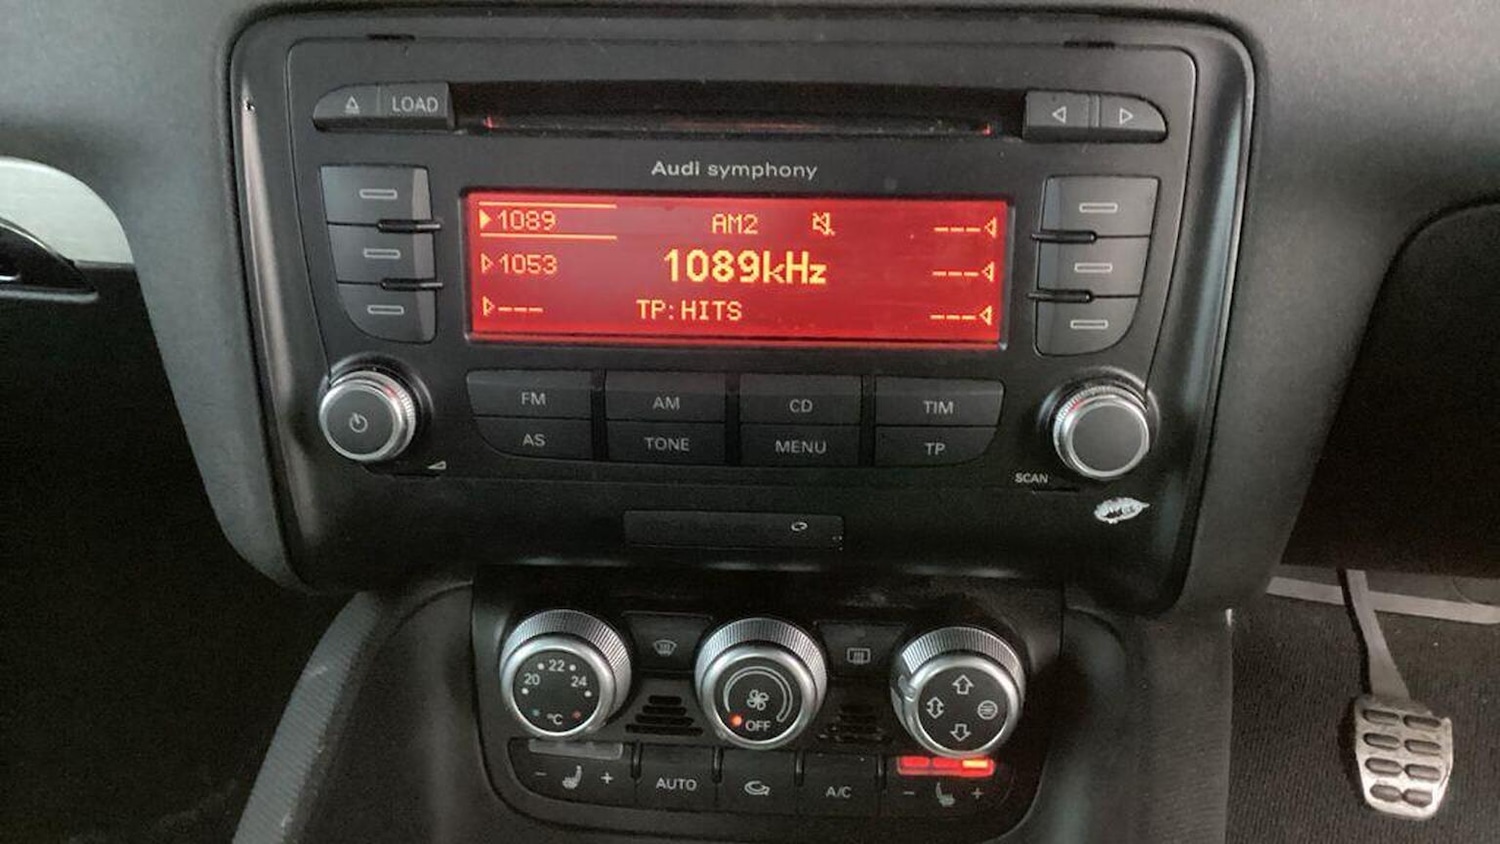 LOAD
Audi symphony
1089 AM2 ---
1053 1089kHz ---
--- TP:HITS ---
FM AM CD TIM
AS TONE MENU TP
SCAN
20 22 24
°C
OFF
- + AUTO A/C - +